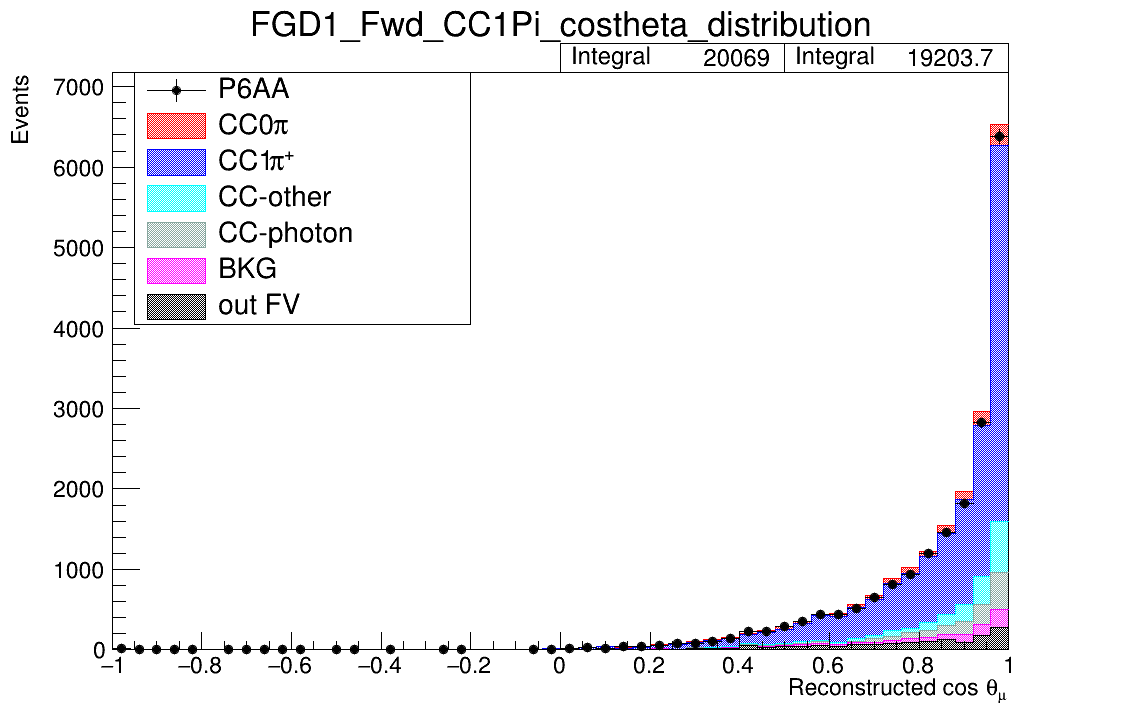 FGD1_Fwd_CC1Pi_costheta_distribution
Integral 20069 Integral 19203.7
Events
7000
6000
5000
4000
3000
2000
1000
0
P6AA
CC0π
CC1π⁺
CC-other
CC-photon
BKG
out FV
−1 −0.8 −0.6 −0.4 −0.2 0 0.2 0.4 0.6 0.8 1
Reconstructed cos θμ